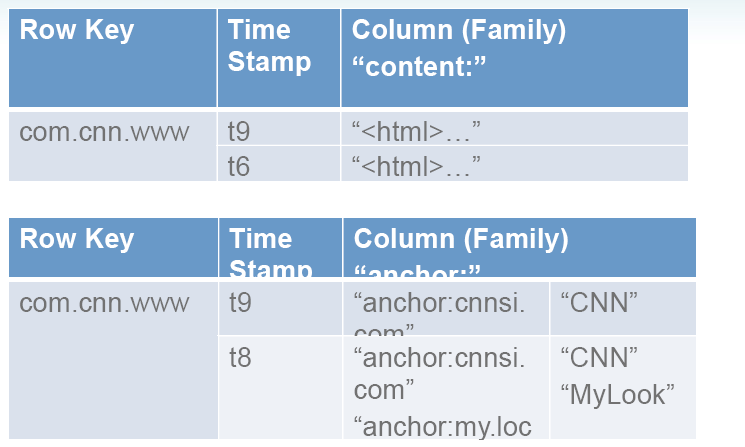 Row Key Time Column (Family)
Stamp “content:”
com.cnn.www t9 “<html>…”
t6 “<html>…”
Row Key Time Column (Family)
Stamp “anchor:”
com.cnn.www t9 “anchor:cnnsi. “CNN”
com”
t8 “anchor:cnnsi. “CNN”
com” “MyLook”
“anchor:my.loc